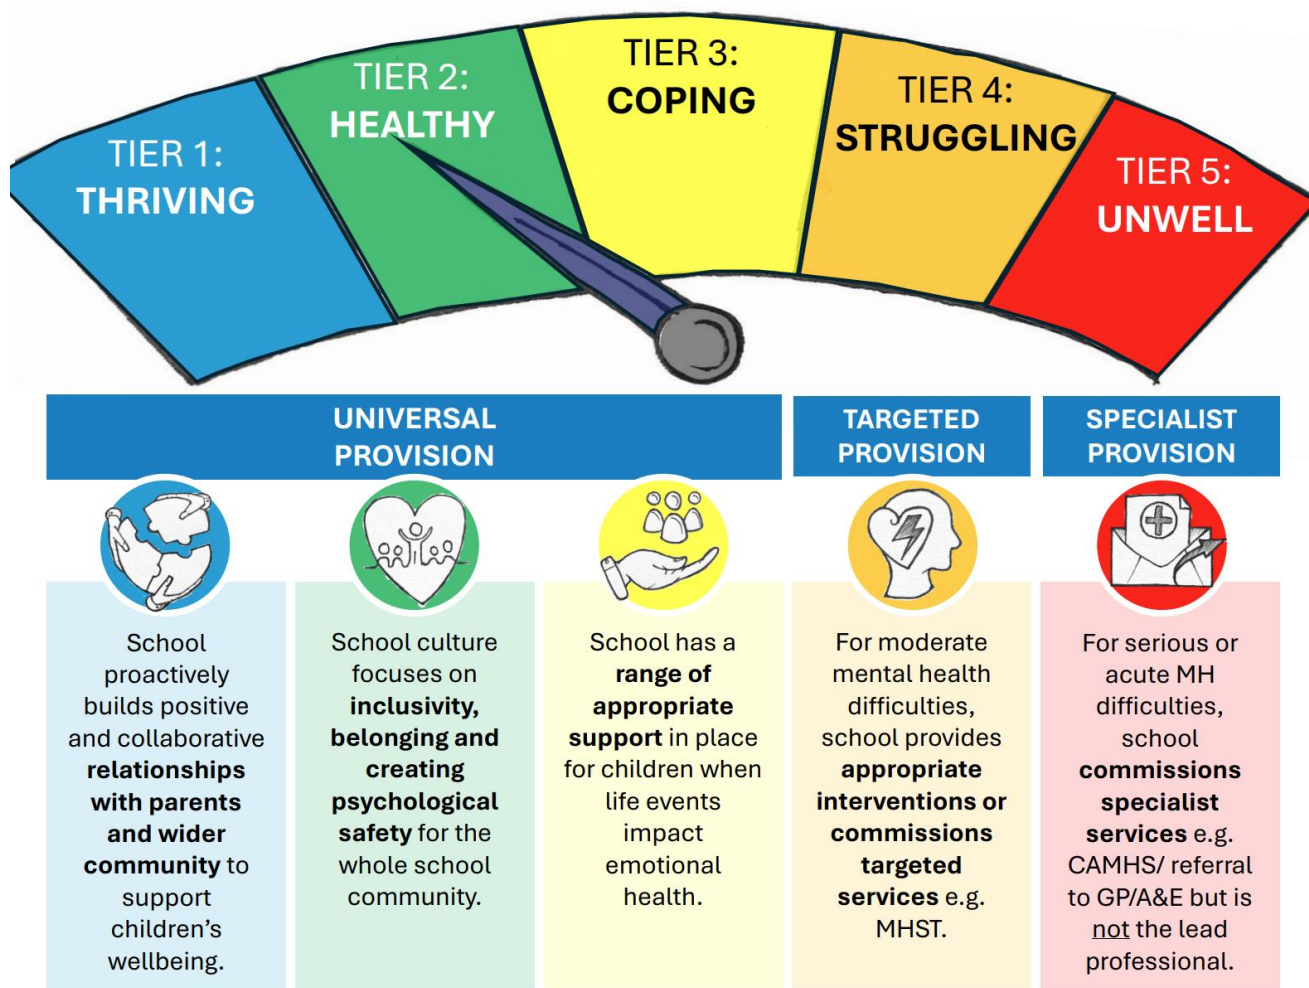 TIER 1:
THRIVING
TIER 2:
HEALTHY
TIER 3:
COPING
TIER 4:
STRUGGLING
TIER 5:
UNWELL
UNIVERSAL
PROVISION
TARGETED
PROVISION
SPECIALIST
PROVISION
School
proactively
builds positive
and collaborative
relationships
with parents
and wider
community to
support
children’s
wellbeing.
School culture
focuses on
inclusivity,
belonging and
creating
psychological
safety for the
whole school
community.
School has a
range of
appropriate
support in place
for children when
life events
impact
emotional
health.
For moderate
mental health
difficulties,
school provides
appropriate
interventions or
commissions
targeted
services e.g.
MHST.
For serious or
acute MH
difficulties,
school
commissions
specialist
services e.g.
CAMHS/ referral
to GP/A&E but is
not the lead
professional.